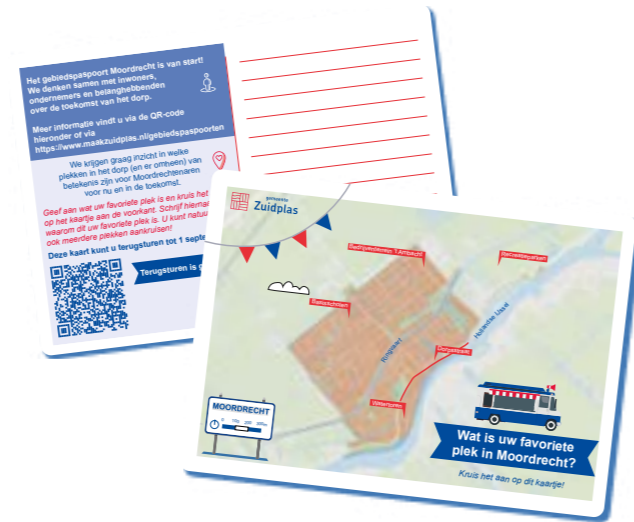 Het gebiedspaspoort Moordrecht is van start!
We denken samen met inwoners,
ondernemers en belanghebbenden
over de toekomst van het dorp.
Meer informatie vindt u via de QR-code
hieronder of via
https://www.maakzuidplas.nl/gebiedspaspoorten
We krijgen graag inzicht in welke
plekken in het dorp (en er omheen) van
betekenis zijn voor Moordrechtenaren
voor nu en in de toekomst.
Geef aan wat uw favoriete plek is en kruis het
op het kaartje aan de voorkant. Schrijf hierna
waarom dit uw favoriete plek is. U kunt natuu
ook meerdere plekken aankruisen!
Deze kaart kunt u terugsturen tot 1 septe
Terugsturen is g
gemeente
Zuidplas
Bedrijventerrein 't Ambacht
Ringvaart
Hollandse IJssel
Dorpsstraat
Watertoren
MOORDRECHT
0
Wat is uw favoriete
plek in Moordrecht?
Kruis het aan op dit kaartje!